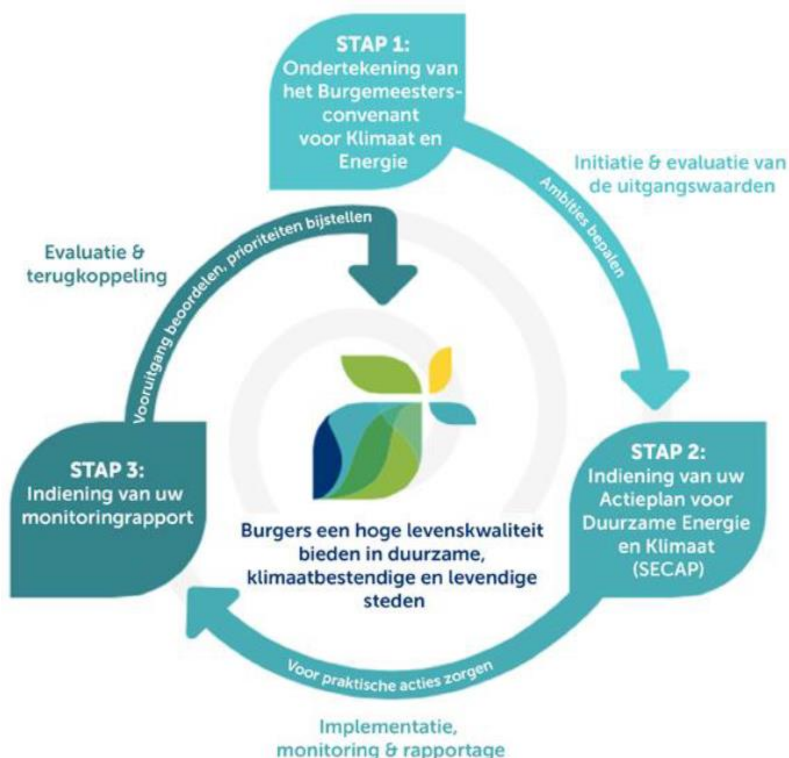 STAP 1:
Ondertekening van
het Burgemeesters-
convenant
voor Klimaat en
Energie
Initiatie & evaluatie van
de uitgangswaarden
Ambities bepalen
STAP 2:
Indiening van uw
Actieplan voor
Duurzame Energie
en Klimaat
(SECAP)
Voor praktische acties zorgen
Implementatie,
monitoring & rapportage
STAP 3:
Indiening van uw
monitoringrapport
Evaluatie &
terugkoppeling
Vooruitgang beoordelen, prioriteiten bijstellen
Burgers een hoge levenskwaliteit
bieden in duurzame,
klimaatbestendige en levendige
steden